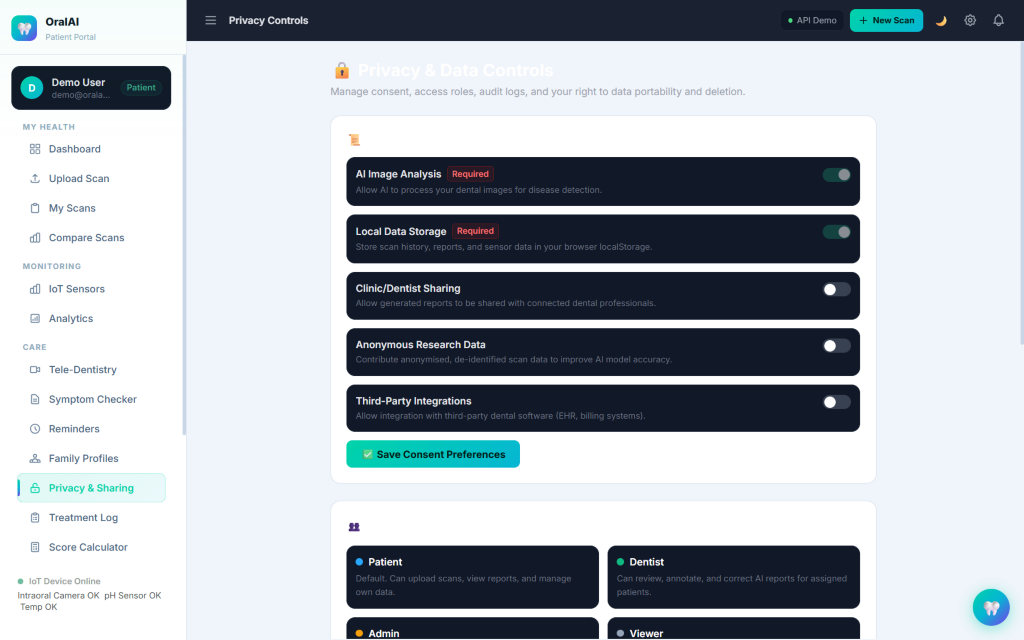 OralAI
Patient Portal
D
Demo User
demo@orala...
Patient
MY HEALTH
Dashboard
Upload Scan
My Scans
Compare Scans
MONITORING
IoT Sensors
Analytics
CARE
Tele-Dentistry
Symptom Checker
Reminders
Family Profiles
Privacy & Sharing
Treatment Log
Score Calculator
IoT Device Online
Intraoral Camera OK pH Sensor OK
Temp OK
Privacy Controls
API Demo
+ New Scan
Privacy & Data Controls
Manage consent, access roles, audit logs, and your right to data portability and deletion.
AI Image Analysis Required
Allow AI to process your dental images for disease detection.
Local Data Storage Required
Store scan history, reports, and sensor data in your browser localStorage.
Clinic/Dentist Sharing
Allow generated reports to be shared with connected dental professionals.
Anonymous Research Data
Contribute anonymised, de-identified scan data to improve AI model accuracy.
Third-Party Integrations
Allow integration with third-party dental software (EHR, billing systems).
Save Consent Preferences
Patient
Default. Can upload scans, view reports, and manage
own data.
Dentist
Can review, annotate, and correct AI reports for assigned
patients.
Admin
Viewer